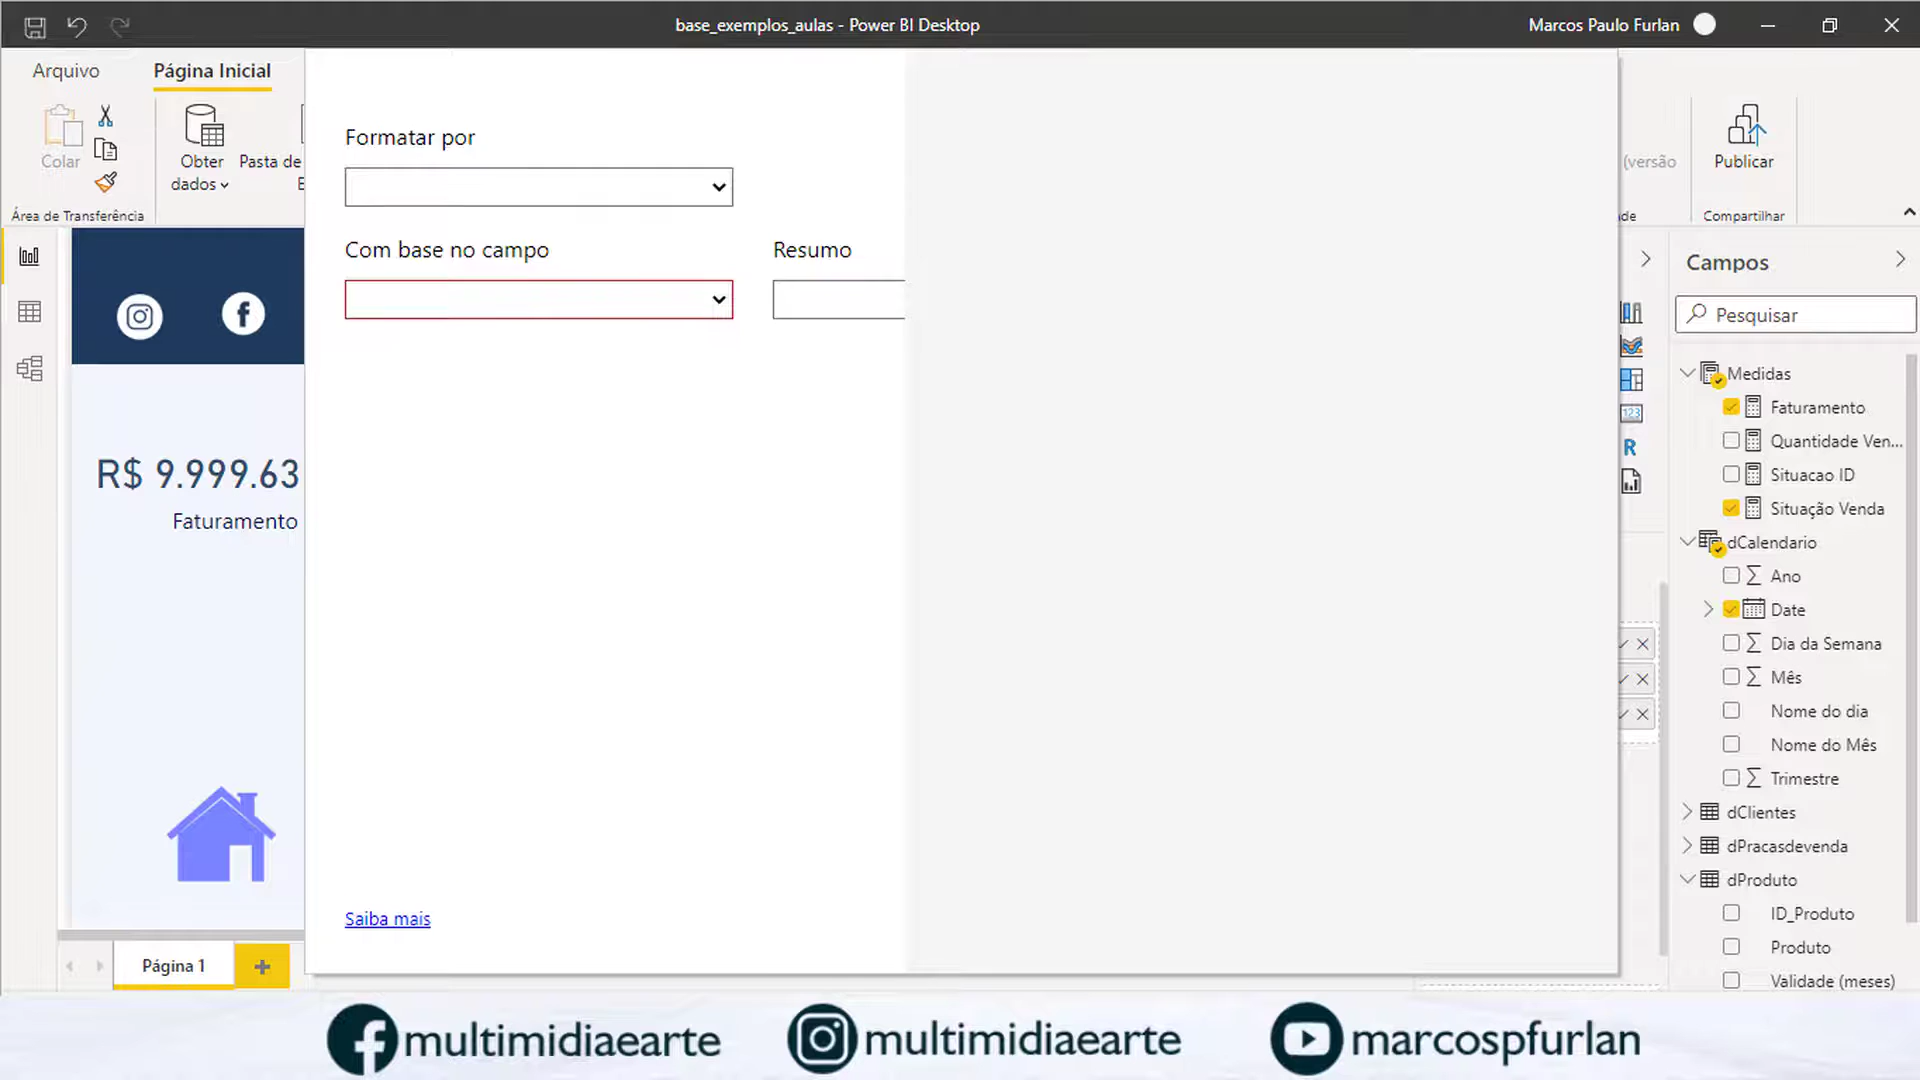 base_exemplos_aulas - Power BI Desktop
Marcos Paulo Furlan
Arquivo
Página Inicial
Colar
Obter
dados
Pasta de
Área de Transferência
(versão
Publicar
Compartilhar
Formatar por
Com base no campo
Resumo
Saiba mais
R$ 9.999.63
Faturamento
Página 1
Campos
Pesquisar
Medidas
Faturamento
Quantidade Ven...
Situacao ID
Situação Venda
dCalendario
Ano
Date
Dia da Semana
Mês
Nome do dia
Nome do Mês
Trimestre
dClientes
dPracasdevenda
dProduto
ID_Produto
Produto
Validade (meses)
multimidiaearte
multimidiaearte
marcospfurlan